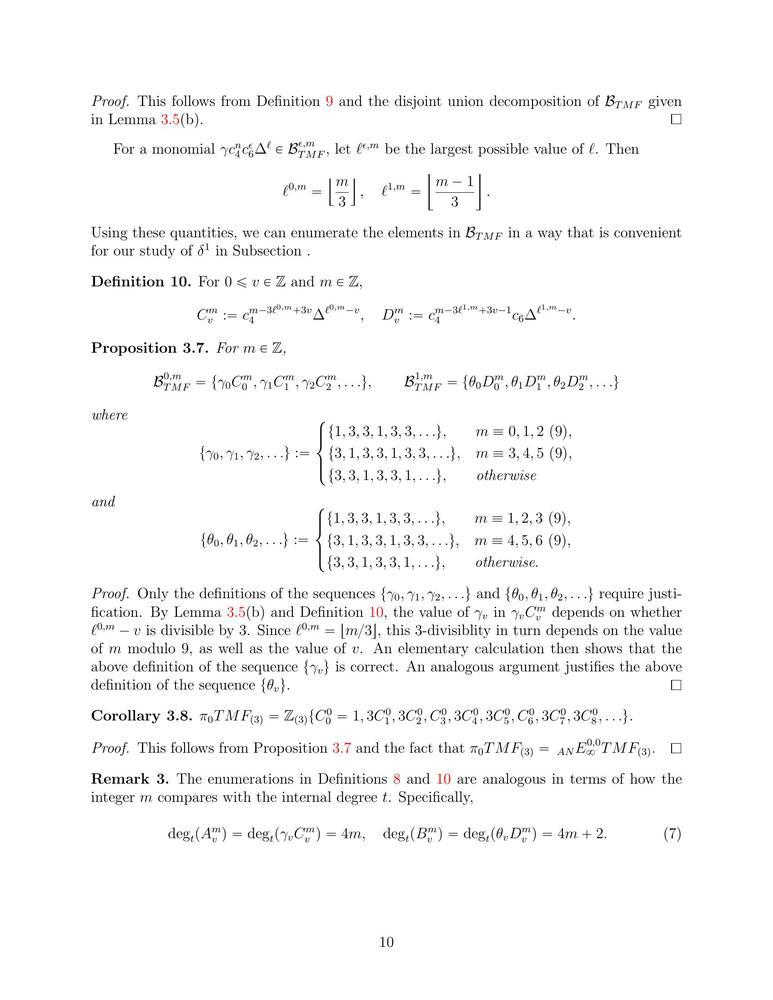 Proof. This follows from Definition 9 and the disjoint union decomposition of $\mathcal{B}_{TMF}$ given
in Lemma 3.5(b). □
For a monomial $\gamma c_4^n c_6^\epsilon \Delta^\ell \in \mathcal{B}_{TMF}^{\epsilon,m}$, let $\ell^{\epsilon,m}$ be the largest possible value of $\ell$. Then
$\ell^{0,m} = \left\lfloor \frac{m}{3} \right\rfloor, \quad \ell^{1,m} = \left\lfloor \frac{m-1}{3} \right\rfloor.$
Using these quantities, we can enumerate the elements in $\mathcal{B}_{TMF}$ in a way that is convenient
for our study of $\delta^1$ in Subsection .
Definition 10. For $0 \leqslant v \in \mathbb{Z}$ and $m \in \mathbb{Z}$,
$C_v^m := c_4^{m-3\ell^{0,m}+3v} \Delta^{\ell^{0,m}-v}, \quad D_v^m := c_4^{m-3\ell^{1,m}+3v-1} c_6 \Delta^{\ell^{1,m}-v}.$
Proposition 3.7. For $m \in \mathbb{Z}$,
$\mathcal{B}_{TMF}^{0,m} = \{\gamma_0 C_0^m, \gamma_1 C_1^m, \gamma_2 C_2^m, \ldots\}, \qquad \mathcal{B}_{TMF}^{1,m} = \{\theta_0 D_0^m, \theta_1 D_1^m, \theta_2 D_2^m, \ldots\}$
where
$\{\gamma_0, \gamma_1, \gamma_2, \ldots\} := \begin{cases} \{1, 3, 3, 1, 3, 3, \ldots\}, & m \equiv 0, 1, 2 \ (9), \\ \{3, 1, 3, 3, 1, 3, 3, \ldots\}, & m \equiv 3, 4, 5 \ (9), \\ \{3, 3, 1, 3, 3, 1, \ldots\}, & otherwise \end{cases}$
and
$\{\theta_0, \theta_1, \theta_2, \ldots\} := \begin{cases} \{1, 3, 3, 1, 3, 3, \ldots\}, & m \equiv 1, 2, 3 \ (9), \\ \{3, 1, 3, 3, 1, 3, 3, \ldots\}, & m \equiv 4, 5, 6 \ (9), \\ \{3, 3, 1, 3, 3, 1, \ldots\}, & otherwise. \end{cases}$
Proof. Only the definitions of the sequences $\{\gamma_0, \gamma_1, \gamma_2, \ldots\}$ and $\{\theta_0, \theta_1, \theta_2, \ldots\}$ require justi-
fication. By Lemma 3.5(b) and Definition 10, the value of $\gamma_v$ in $\gamma_v C_v^m$ depends on whether
$\ell^{0,m} - v$ is divisible by 3. Since $\ell^{0,m} = \lfloor m/3 \rfloor$, this 3-divisiblity in turn depends on the value
of $m$ modulo 9, as well as the value of $v$. An elementary calculation then shows that the
above definition of the sequence $\{\gamma_v\}$ is correct. An analogous argument justifies the above
definition of the sequence $\{\theta_v\}$. □
Corollary 3.8. $\pi_0 TMF_{(3)} = \mathbb{Z}_{(3)}\{C_0^0 = 1, 3C_1^0, 3C_2^0, C_3^0, 3C_4^0, 3C_5^0, C_6^0, 3C_7^0, 3C_8^0, \ldots\}.$
Proof. This follows from Proposition 3.7 and the fact that $\pi_0 TMF_{(3)} = {}_{AN}E_\infty^{0,0} TMF_{(3)}$. □
Remark 3. The enumerations in Definitions 8 and 10 are analogous in terms of how the
integer $m$ compares with the internal degree $t$. Specifically,
$\deg_t(A_v^m) = \deg_t(\gamma_v C_v^m) = 4m, \quad \deg_t(B_v^m) = \deg_t(\theta_v D_v^m) = 4m + 2. \qquad (7)$
10